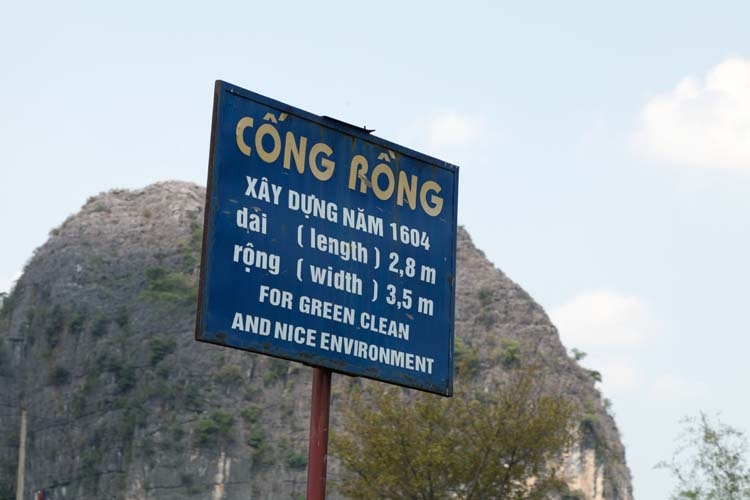 CỐNG RỒNG
XÂY DỰNG NĂM 1604
dài ( length ) 2,8 m
rộng ( width ) 3,5 m
FOR GREEN CLEAN
AND NICE ENVIRONMENT